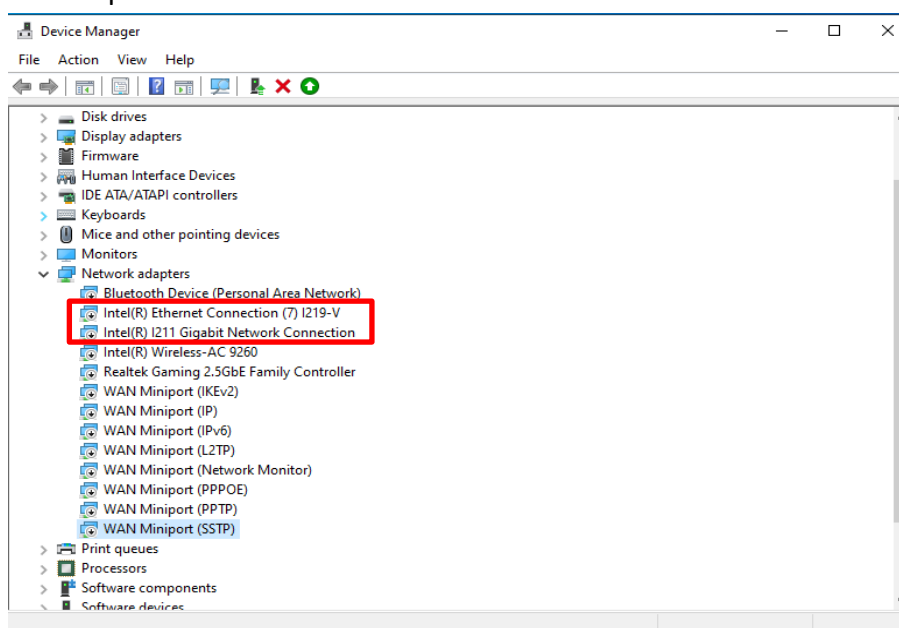 Device Manager
File Action View Help
Disk drives
Display adapters
Firmware
Human Interface Devices
IDE ATA/ATAPI controllers
Keyboards
Mice and other pointing devices
Monitors
Network adapters
Bluetooth Device (Personal Area Network)
Intel(R) Ethernet Connection (7) I219-V
Intel(R) I211 Gigabit Network Connection
Intel(R) Wireless-AC 9260
Realtek Gaming 2.5GbE Family Controller
WAN Miniport (IKEv2)
WAN Miniport (IP)
WAN Miniport (IPv6)
WAN Miniport (L2TP)
WAN Miniport (Network Monitor)
WAN Miniport (PPPOE)
WAN Miniport (PPTP)
WAN Miniport (SSTP)
Print queues
Processors
Software components
Software devices